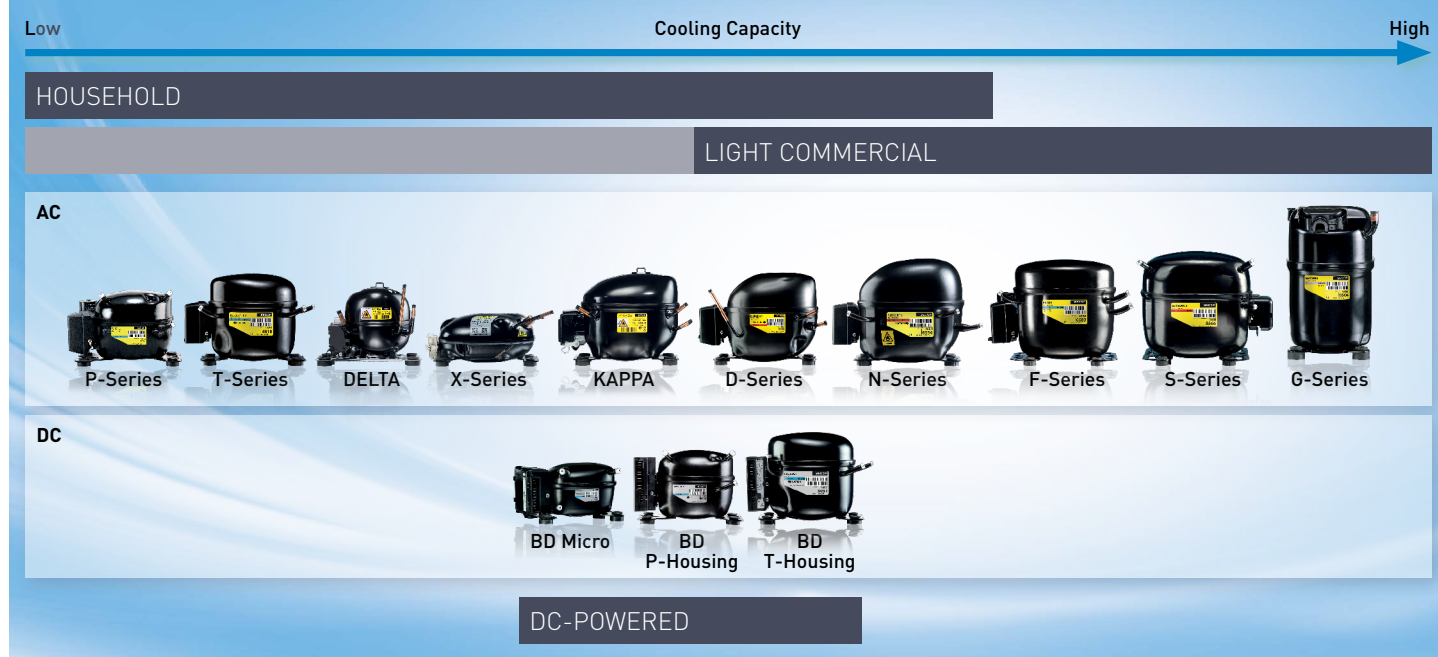 Low Cooling Capacity High
HOUSEHOLD
LIGHT COMMERCIAL
AC
P-Series T-Series DELTA X-Series KAPPA D-Series N-Series F-Series S-Series G-Series
DC
BD Micro BD BD
P-Housing T-Housing
DC-POWERED